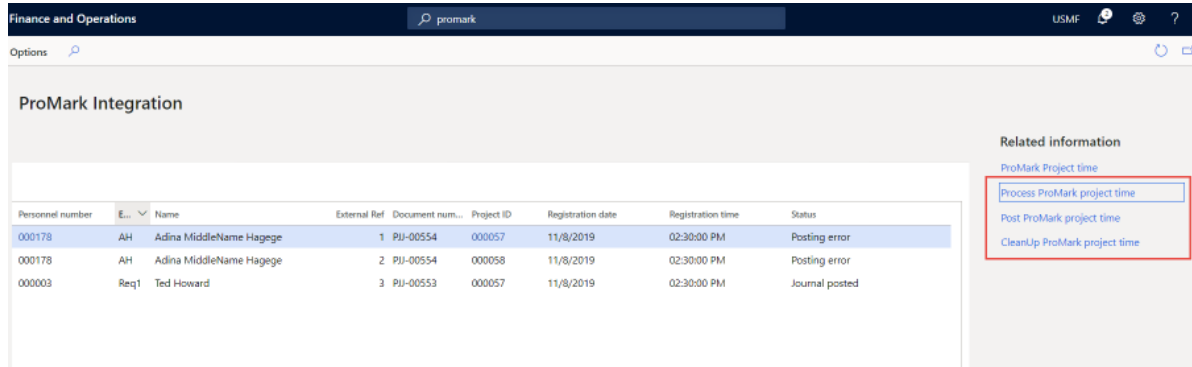 Finance and Operations promark USMF ?
Options
ProMark Integration
Related information
ProMark Project time
Process ProMark project time
Post ProMark project time
CleanUp ProMark project time
Personnel number E... Name External Ref Document num... Project ID Registration date Registration time Status
000178 AH Adina MiddleName Hagege 1 PJJ-00554 000057 11/8/2019 02:30:00 PM Posting error
000178 AH Adina MiddleName Hagege 2 PJJ-00554 000058 11/8/2019 02:30:00 PM Posting error
000003 Req1 Ted Howard 3 PJJ-00553 000057 11/8/2019 02:30:00 PM Journal posted